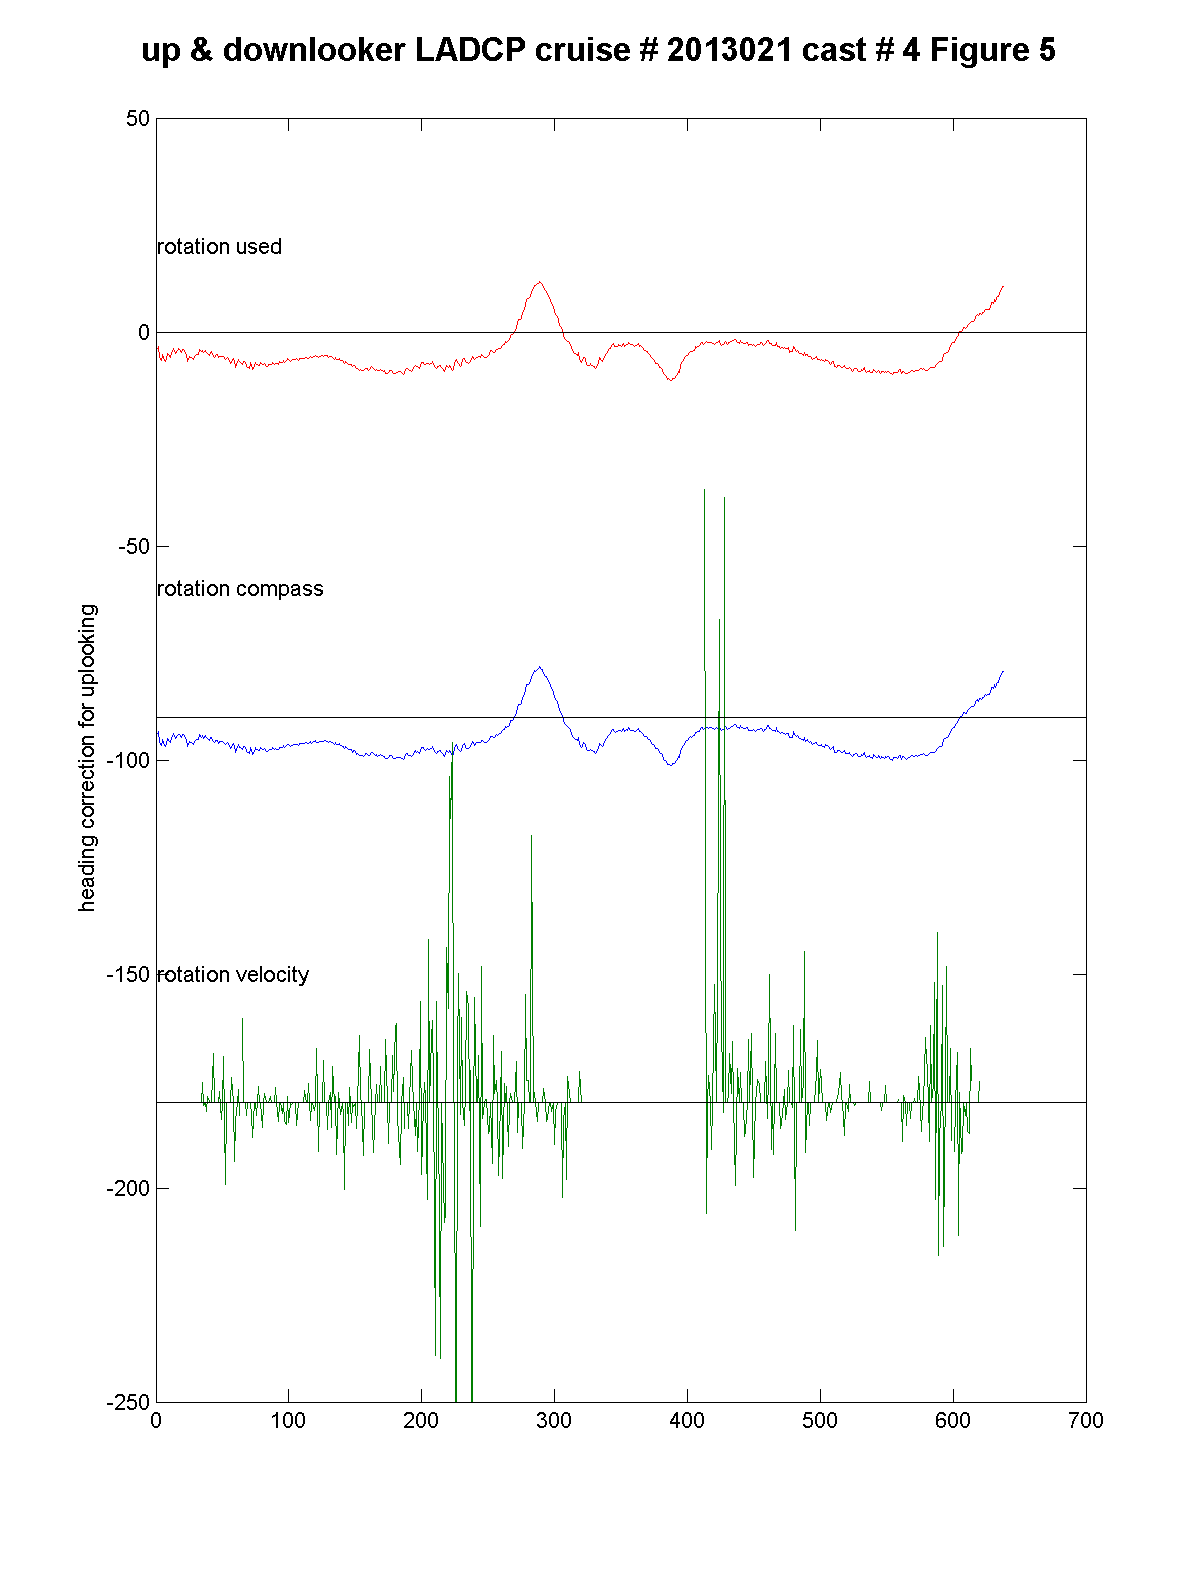 up & downlooker LADCP cruise # 2013021 cast # 4 Figure 5
50
rotation used
0
-50
rotation compass
heading correction for uplooking
-100
-150
rotation velocity
-200
-250
0 100 200 300 400 500 600 700